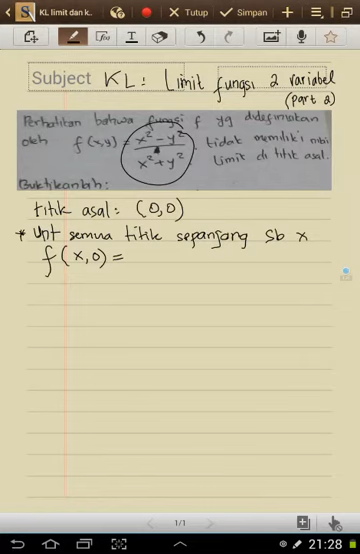 KL limit dan k...
Tutup
Simpan
Subject KL: Limit fungsi 2 variabel
(part a)
Perhatikan bahwa fungsi f yg didefinisikan
oleh f(x,y) = x² - y² / x² + y² tidak memiliki nilai
limit di titik asal.
Buktikanlah:
titik asal: (0,0)
* Unt semua titik sepanjang sb x
f(x,0) =
1/1
21:28